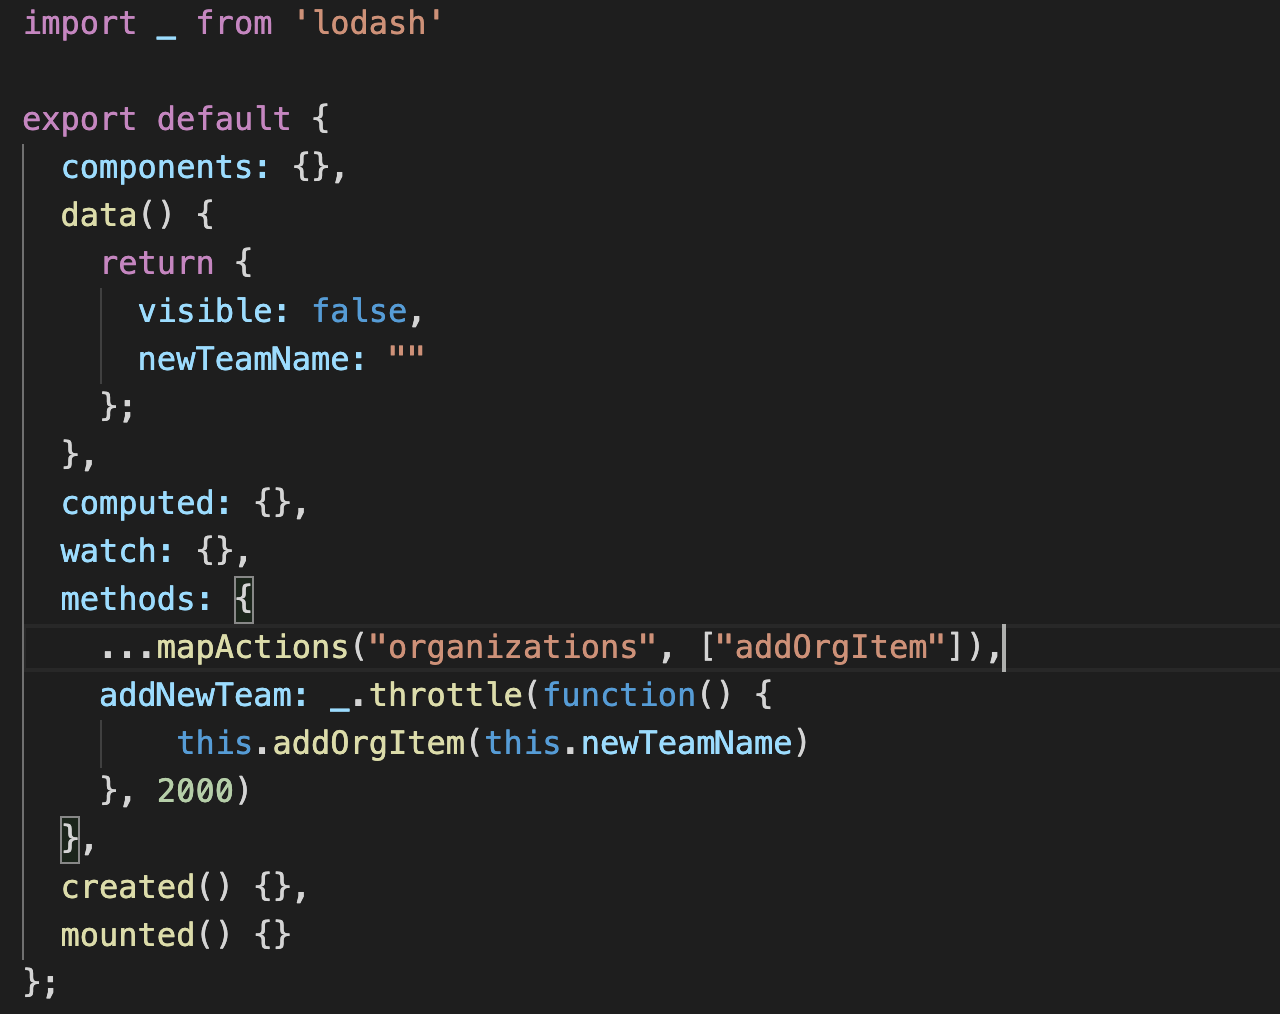 import _ from 'lodash'

export default {
  components: {},
  data() {
    return {
      visible: false,
      newTeamName: ""
    };
  },
  computed: {},
  watch: {},
  methods: {
    ...mapActions("organizations", ["addOrgItem"]),
    addNewTeam: _.throttle(function() {
        this.addOrgItem(this.newTeamName)
    }, 2000)
  },
  created() {},
  mounted() {}
};